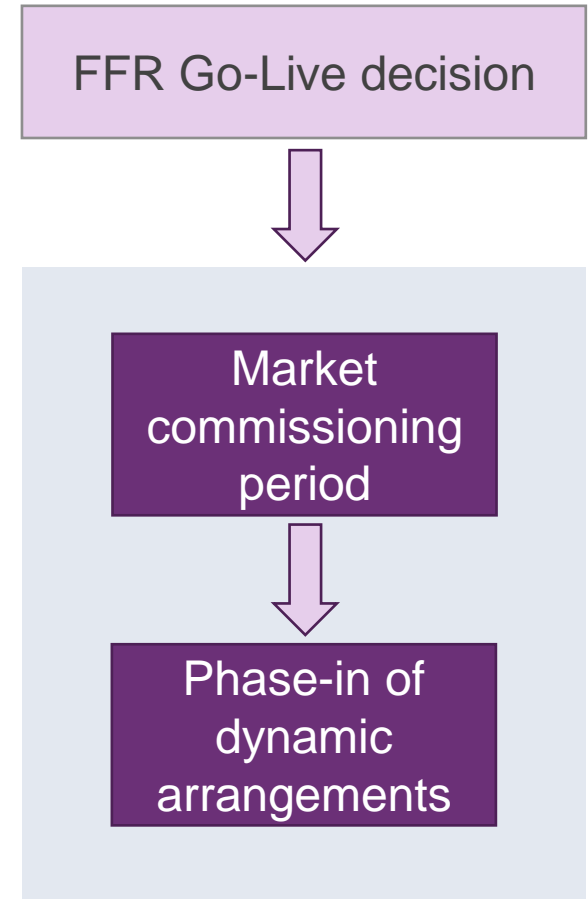 FFR Go-Live decision
Market
commissioning
period
Phase-in of
dynamic
arrangements